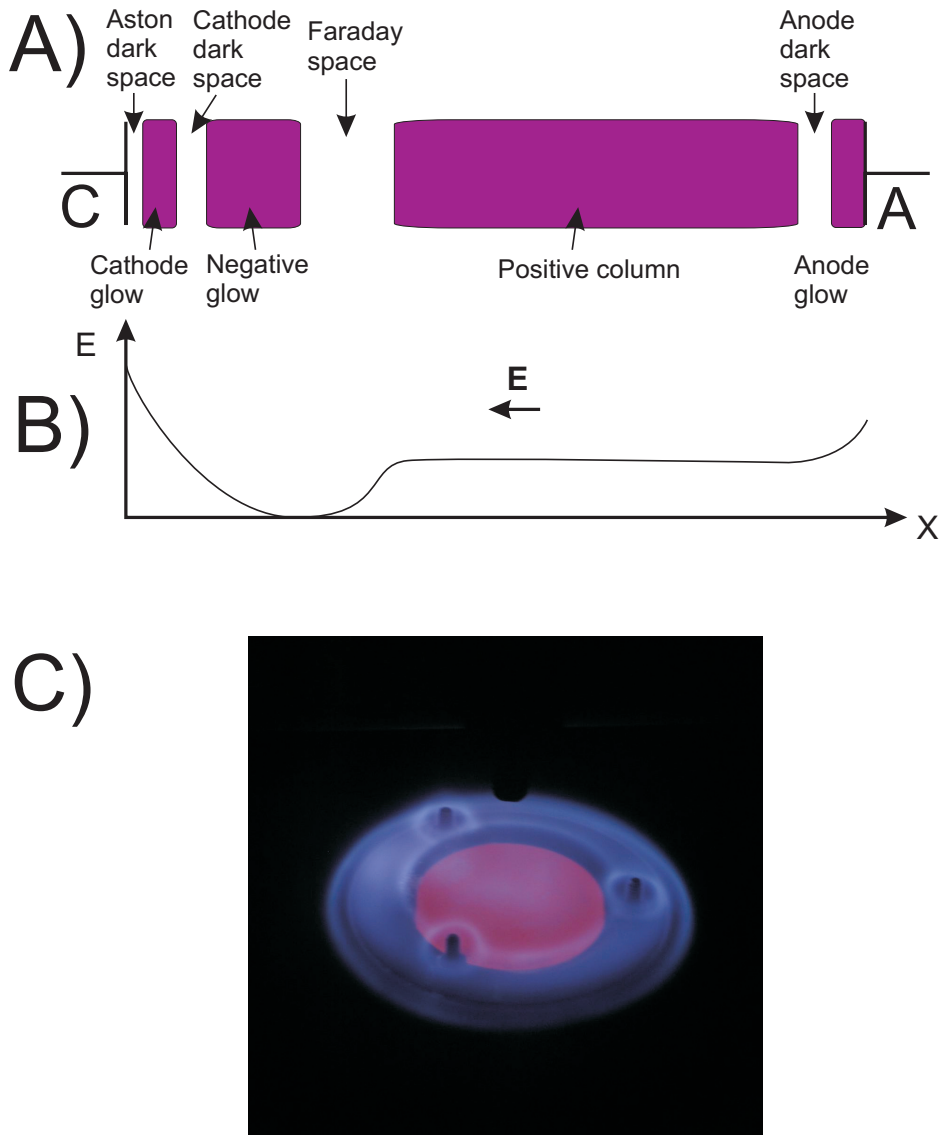 A)
Aston
dark
space
Cathode
dark
space
Faraday
space
Anode
dark
space
C
A
Cathode
glow
Negative
glow
Positive column
Anode
glow
B)
E
E
X
C)